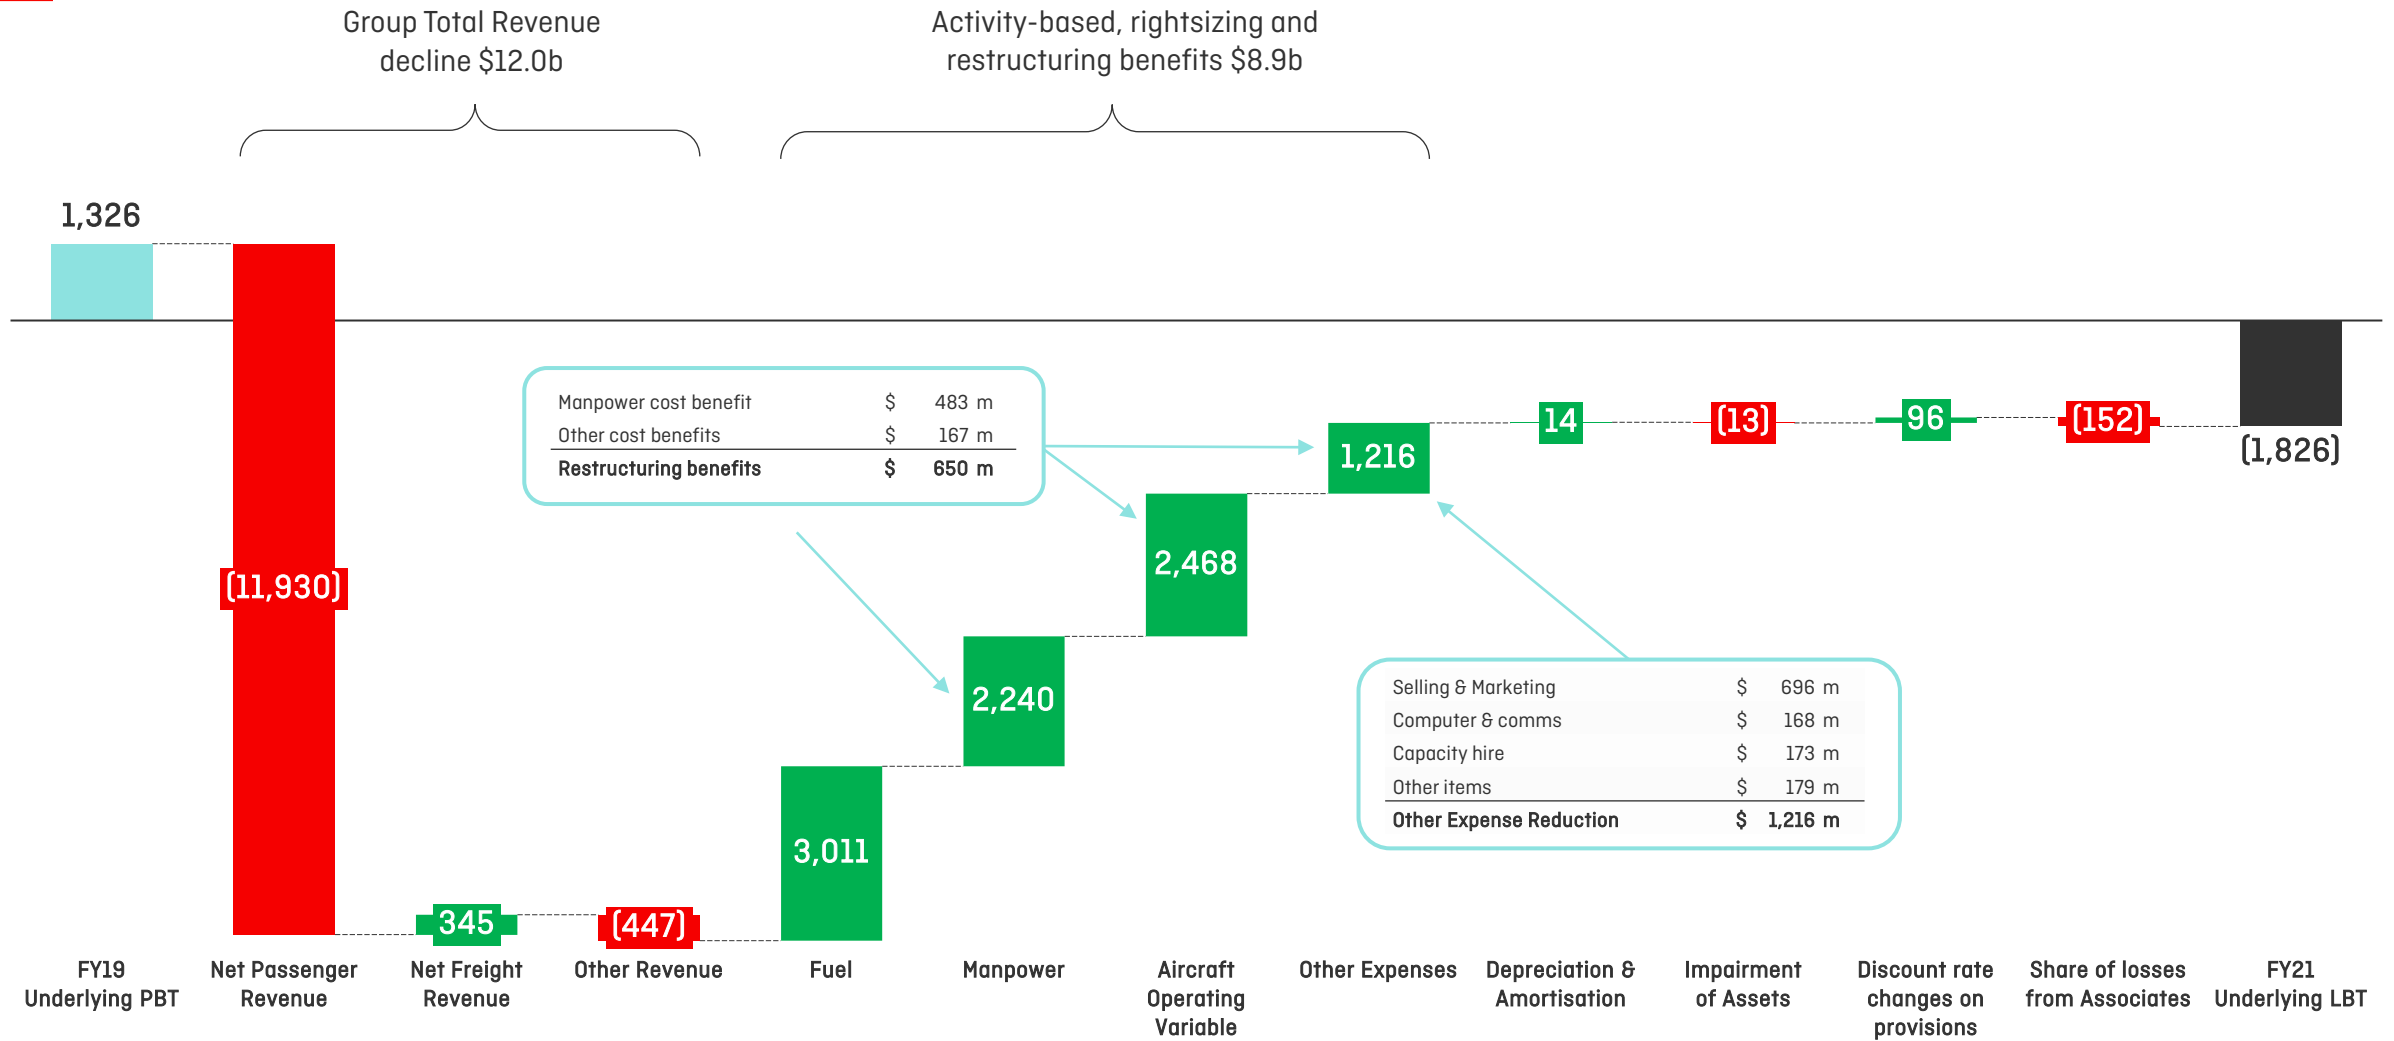 Group Total Revenue
decline $12.0b
Activity-based, rightsizing and
restructuring benefits $8.9b
1,326
(11,930)
345
(447)
3,011
2,240
2,468
1,216
14
(13)
96
(152)
(1,826)
Manpower cost benefit $ 483 m
Other cost benefits $ 167 m
Restructuring benefits $ 650 m
Selling & Marketing $ 696 m
Computer & comms $ 168 m
Capacity hire $ 173 m
Other items $ 179 m
Other Expense Reduction $ 1,216 m
FY19
Underlying PBT
Net Passenger
Revenue
Net Freight
Revenue
Other Revenue
Fuel
Manpower
Aircraft
Operating
Variable
Other Expenses
Depreciation &
Amortisation
Impairment
of Assets
Discount rate
changes on
provisions
Share of losses
from Associates
FY21
Underlying LBT